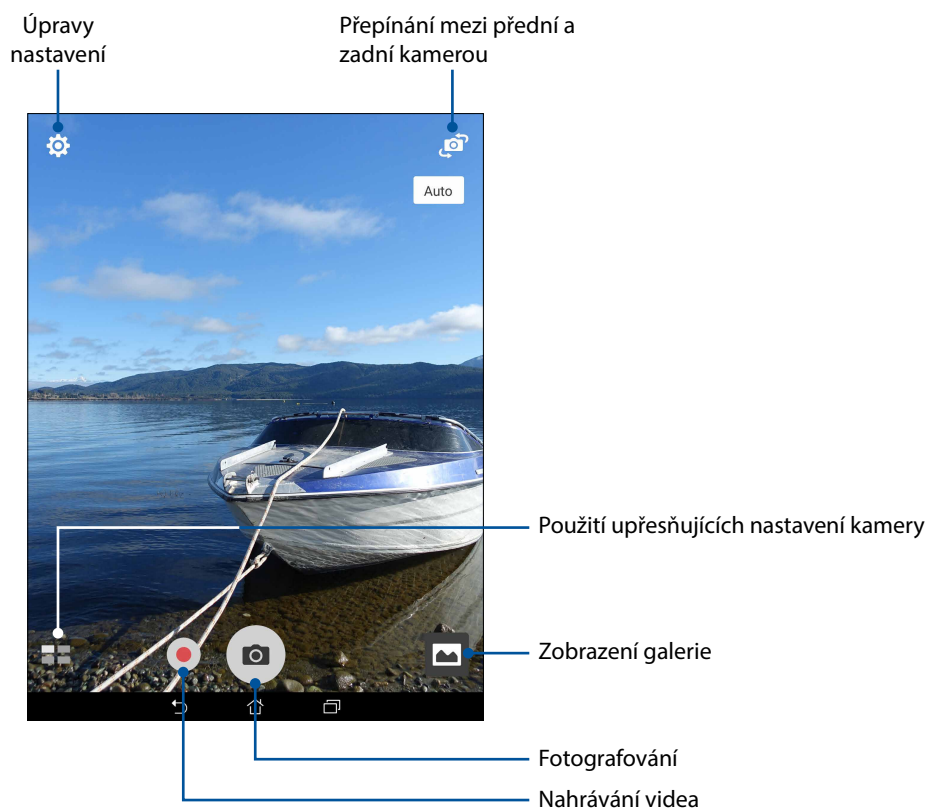 Úpravy
nastavení
Přepínání mezi přední a
zadní kamerou
Auto
Použití upřesňujících nastavení kamery
Zobrazení galerie
Fotografování
Nahrávání videa